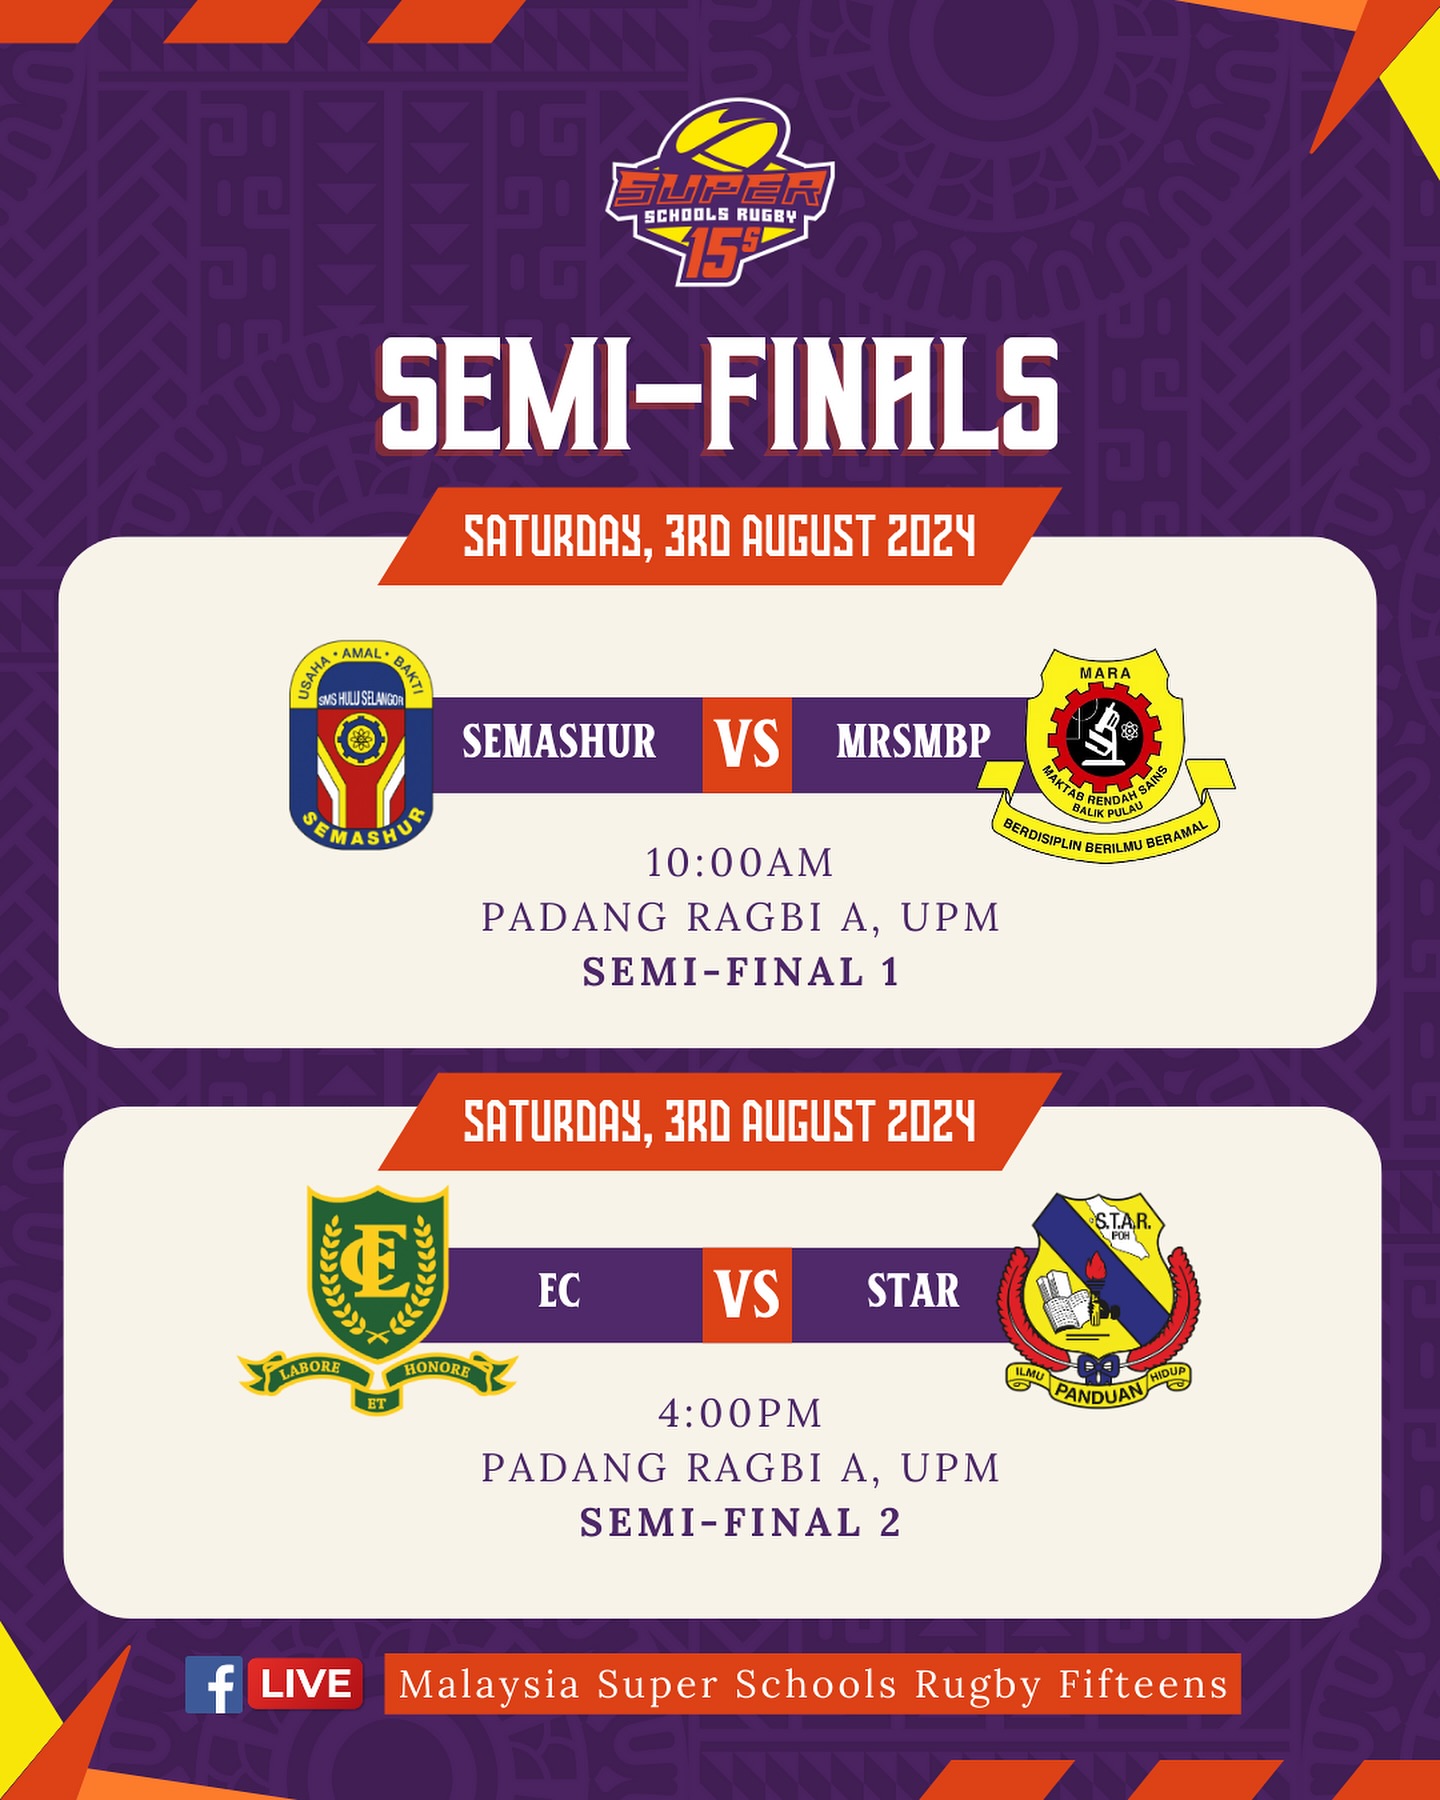 SUPER
SCHOOLS RUGBY
15s
SEMI-FINALS
SATURDAY, 3RD AUGUST 2024
USAHA • AMAL • BAKTI
SMS HULU SELANGOR
SEMASHUR
SEMASHUR VS MRSMBP
MARA
MAKTAB RENDAH SAINS
BALIK PULAU
BERDISIPLIN BERILMU BERAMAL
10:00AM
PADANG RAGBI A, UPM
SEMI-FINAL 1
SATURDAY, 3RD AUGUST 2024
EC
LABORE ET HONORE
EC VS STAR
S.T.A.R.
IPOH
ILMU PANDUAN HIDUP
4:00PM
PADANG RAGBI A, UPM
SEMI-FINAL 2
f LIVE Malaysia Super Schools Rugby Fifteens